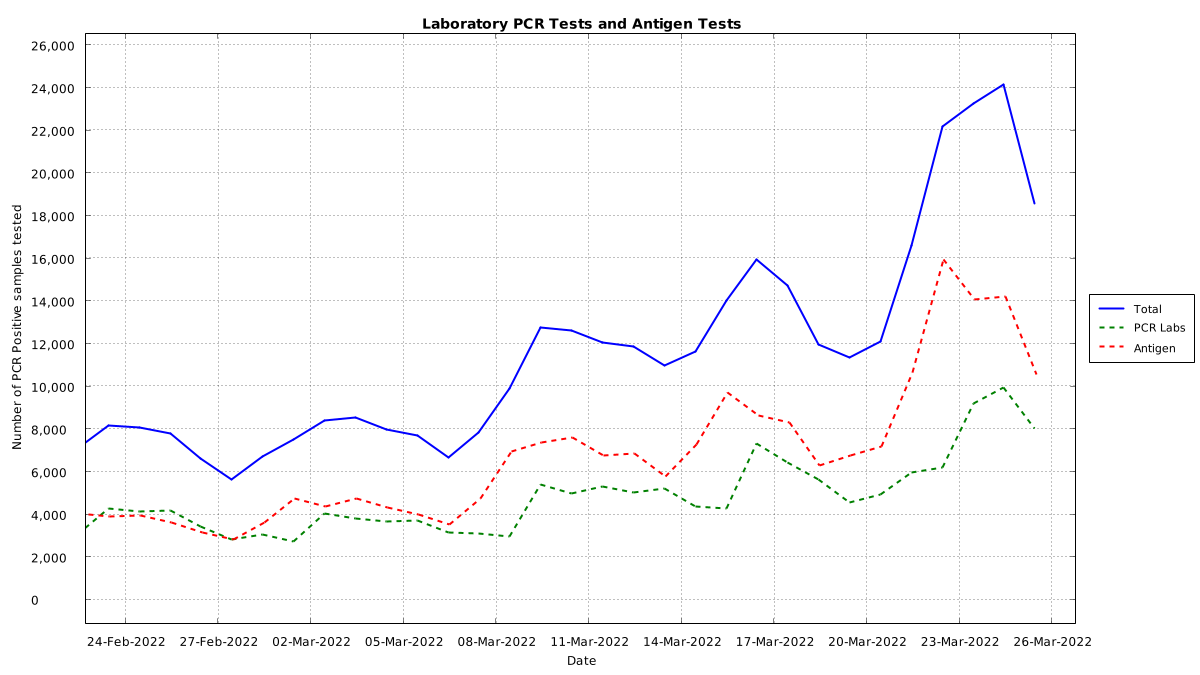 Laboratory PCR Tests and Antigen Tests
26,000
24,000
22,000
20,000
18,000
16,000
14,000
12,000
10,000
8,000
6,000
4,000
2,000
0
Number of PCR Positive samples tested
24-Feb-2022 27-Feb-2022 02-Mar-2022 05-Mar-2022 08-Mar-2022 11-Mar-2022 14-Mar-2022 17-Mar-2022 20-Mar-2022 23-Mar-2022 26-Mar-2022
Date
Total
PCR Labs
Antigen